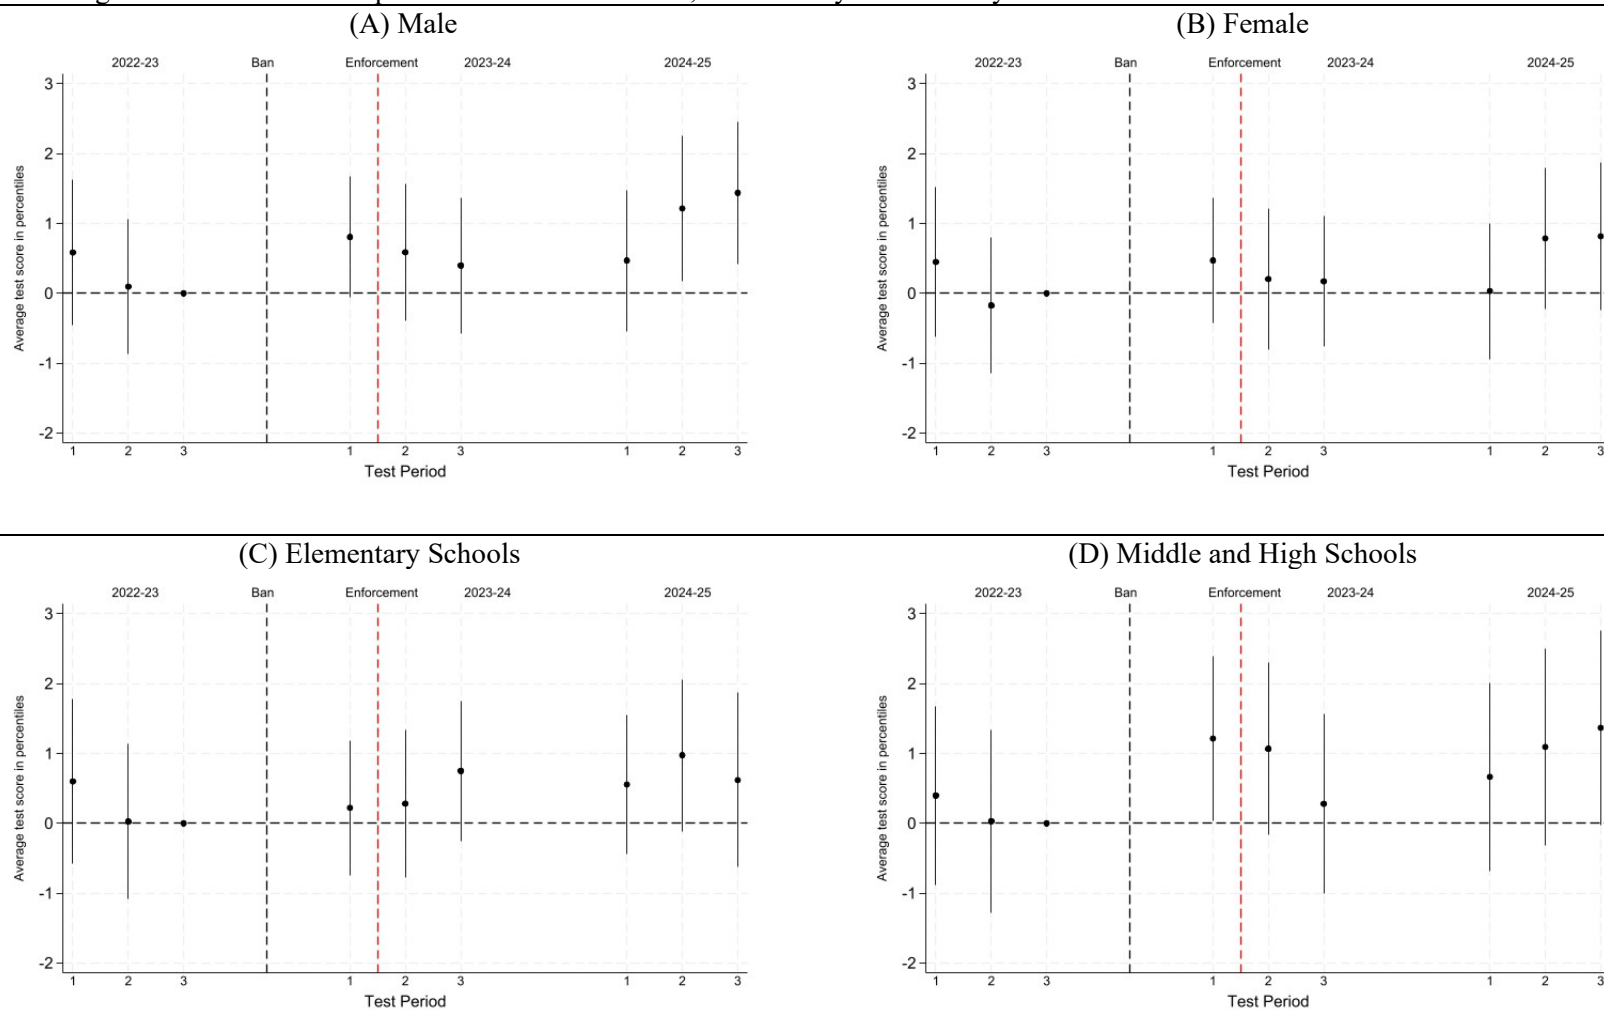 (A) Male
2022-23 Ban Enforcement 2023-24 2024-25
3
2
1
0
-1
-2
Average test score in percentiles
1 2 3 1 2 3 1 2 3
Test Period
(B) Female
2022-23 Ban Enforcement 2023-24 2024-25
3
2
1
0
-1
-2
Average test score in percentiles
1 2 3 1 2 3 1 2 3
Test Period
(C) Elementary Schools
2022-23 Ban Enforcement 2023-24 2024-25
3
2
1
0
-1
-2
Average test score in percentiles
1 2 3 1 2 3 1 2 3
Test Period
(D) Middle and High Schools
2022-23 Ban Enforcement 2023-24 2024-25
3
2
1
0
-1
-2
Average test score in percentiles
1 2 3 1 2 3 1 2 3
Test Period